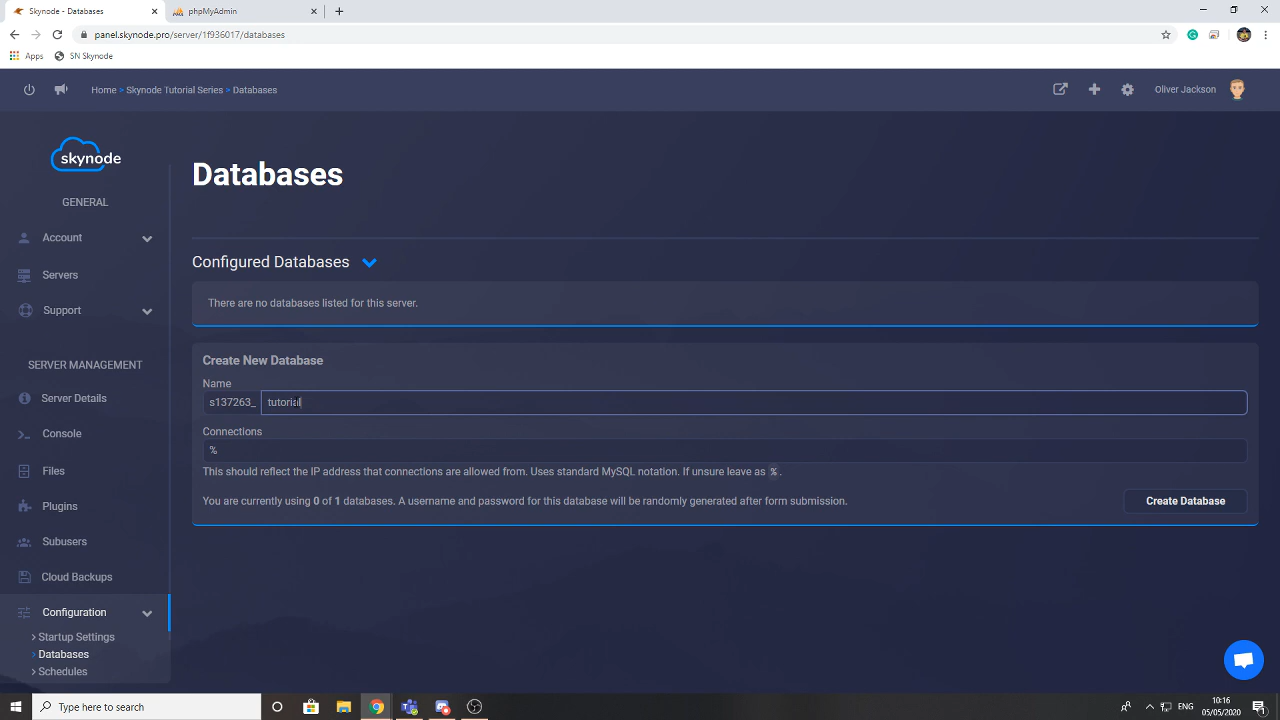 Skynode - Databases
phpMyAdmin
panel.skynode.pro/server/1f936017/databases
Apps
SN Skynode
Home > Skynode Tutorial Series > Databases
Oliver Jackson
skynode
GENERAL
Account
Servers
Support
SERVER MANAGEMENT
Server Details
Console
Files
Plugins
Subusers
Cloud Backups
Configuration
> Startup Settings
> Databases
> Schedules
Databases
Configured Databases
There are no databases listed for this server.
Create New Database
Name
s137263_ tutorial
Connections
%
This should reflect the IP address that connections are allowed from. Uses standard MySQL notation. If unsure leave as %.
You are currently using 0 of 1 databases. A username and password for this database will be randomly generated after form submission.
Create Database
Type here to search
ENG
10:16
05/05/2020